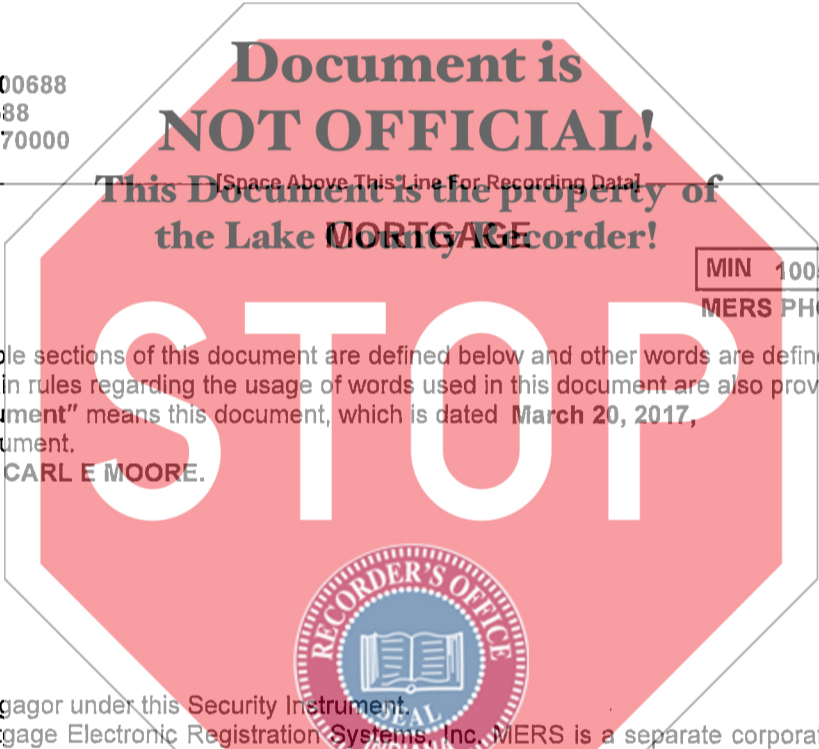 Document is
00688
NOT OFFICIAL!
88
70000
[Space Above This Line For Recording Data]
This Document is the property of
MORTGAGE
the Lake County Recorder!
MIN 100
MERS PH
STOP
ble sections of this document are defined below and other words are define
in rules regarding the usage of words used in this document are also prov
ument” means this document, which is dated March 20, 2017,
ument.
CARL E MOORE.
RECORDER'S OFFICE
SEAL
gagor under this Security Instrument.
gage Electronic Registration Systems, Inc. MERS is a separate corporat